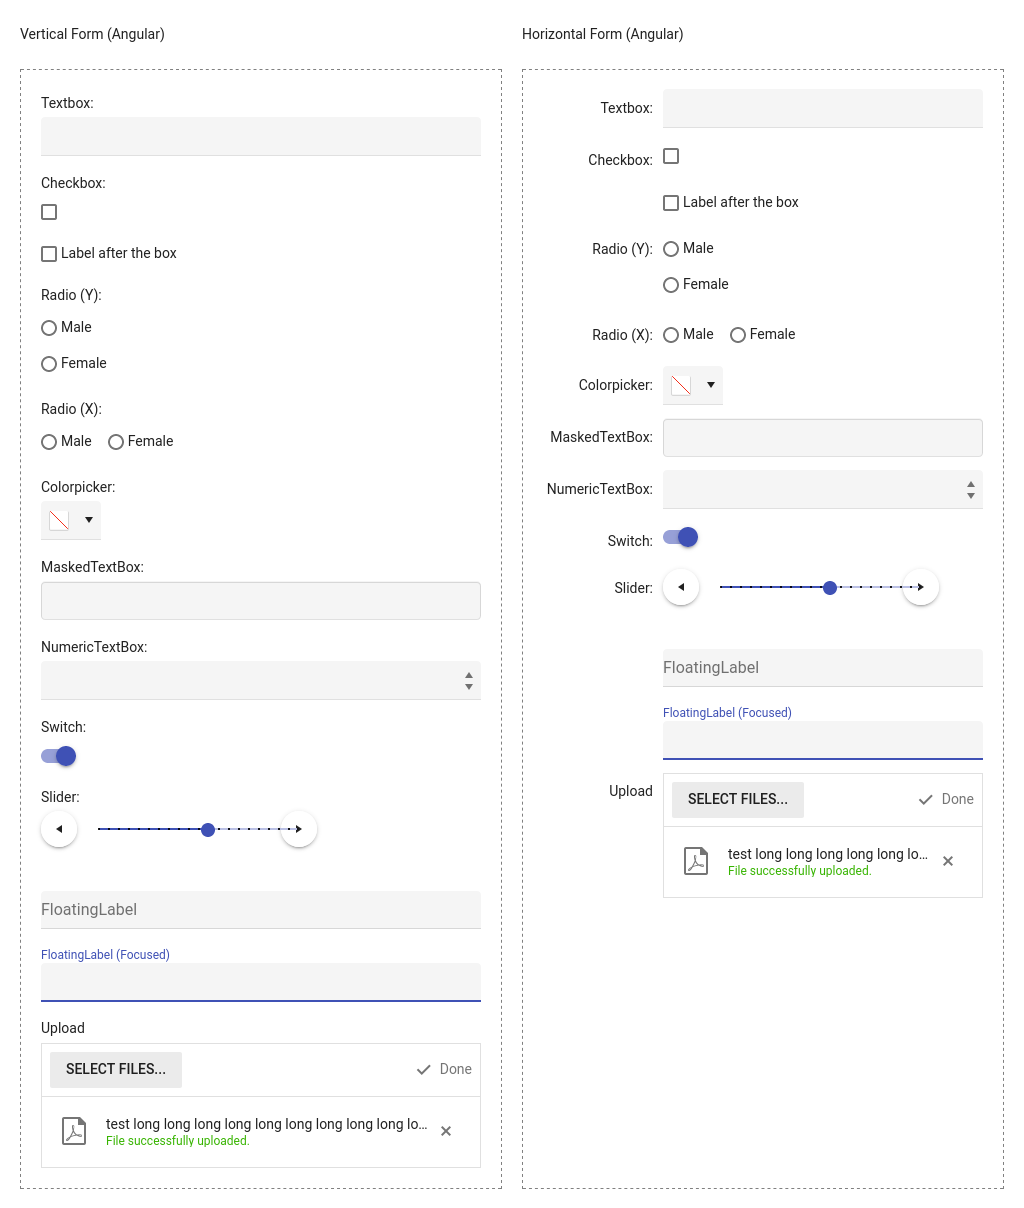 Vertical Form (Angular)
Textbox:
Checkbox:
Label after the box
Radio (Y):
Male
Female
Radio (X):
Male Female
Colorpicker:
MaskedTextBox:
NumericTextBox:
Switch:
Slider:
FloatingLabel
FloatingLabel (Focused)
Upload
SELECT FILES... Done
test long long long long long long long long long lo...
File successfully uploaded.
Horizontal Form (Angular)
Textbox:
Checkbox:
Label after the box
Radio (Y): Male
Female
Radio (X): Male Female
Colorpicker:
MaskedTextBox:
NumericTextBox:
Switch:
Slider:
FloatingLabel
FloatingLabel (Focused)
Upload SELECT FILES... Done
test long long long long long lo...
File successfully uploaded.